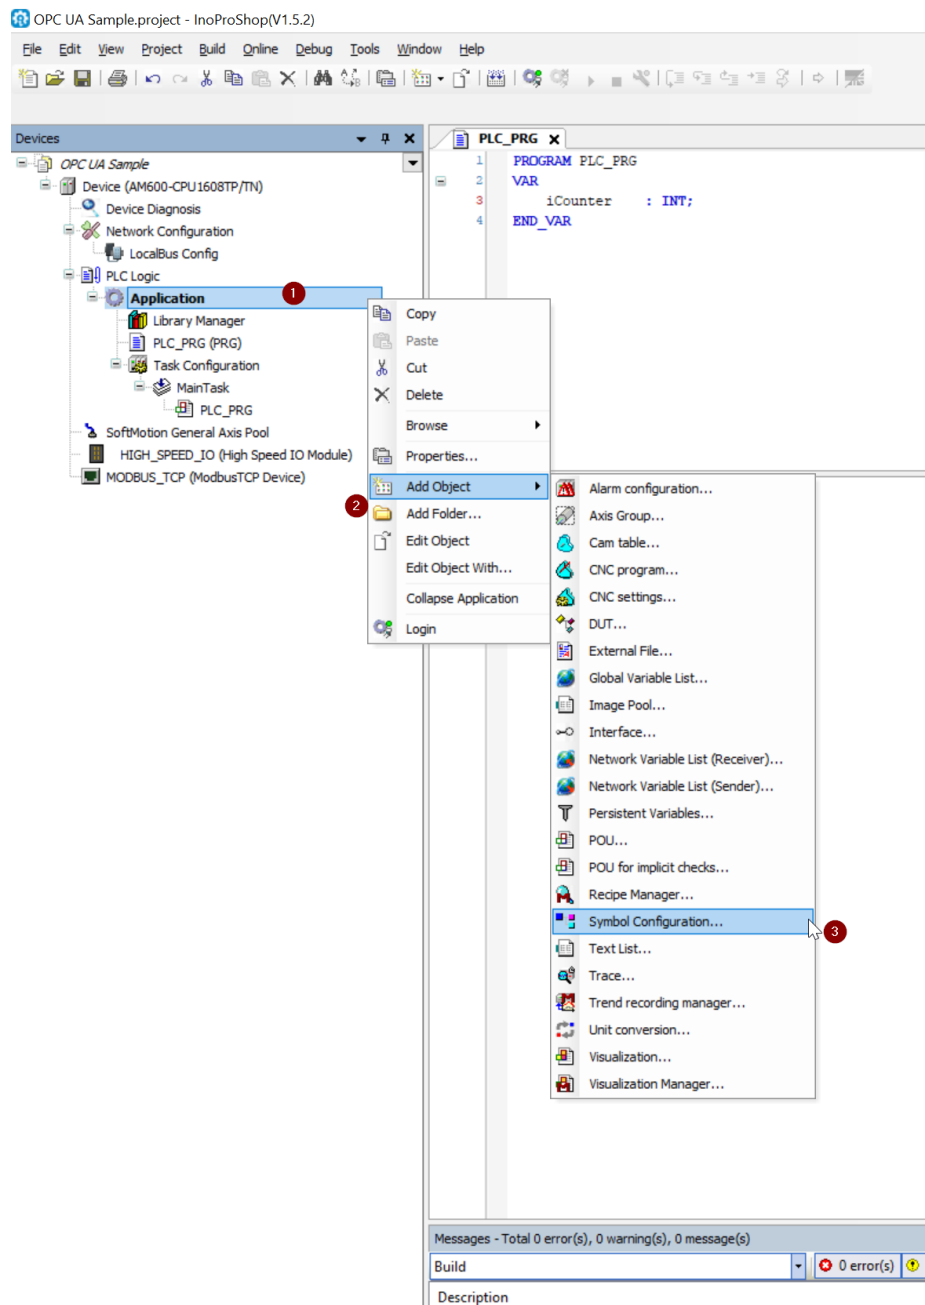 OPC UA Sample.project - InoProShop(V1.5.2)
File Edit View Project Build Online Debug Tools Window Help
Devices
OPC UA Sample
Device (AM600-CPU1608TP/TN)
Device Diagnosis
Network Configuration
LocalBus Config
PLC Logic
Application
Library Manager
PLC_PRG (PRG)
Task Configuration
MainTask
PLC_PRG
SoftMotion General Axis Pool
HIGH_SPEED_IO (High Speed IO Module)
MODBUS_TCP (ModbusTCP Device)
1
2
PLC_PRG
1 PROGRAM PLC_PRG
2 VAR
3 iCounter : INT;
4 END_VAR
Copy
Paste
Cut
Delete
Browse
Properties...
Add Object
Add Folder...
Edit Object
Edit Object With...
Collapse Application
Login
Alarm configuration...
Axis Group...
Cam table...
CNC program...
CNC settings...
DUT...
External File...
Global Variable List...
Image Pool...
Interface...
Network Variable List (Receiver)...
Network Variable List (Sender)...
Persistent Variables...
POU...
POU for implicit checks...
Recipe Manager...
Symbol Configuration...
3
Text List...
Trace...
Trend recording manager...
Unit conversion...
Visualization...
Visualization Manager...
Messages - Total 0 error(s), 0 warning(s), 0 message(s)
Build 0 error(s)
Description